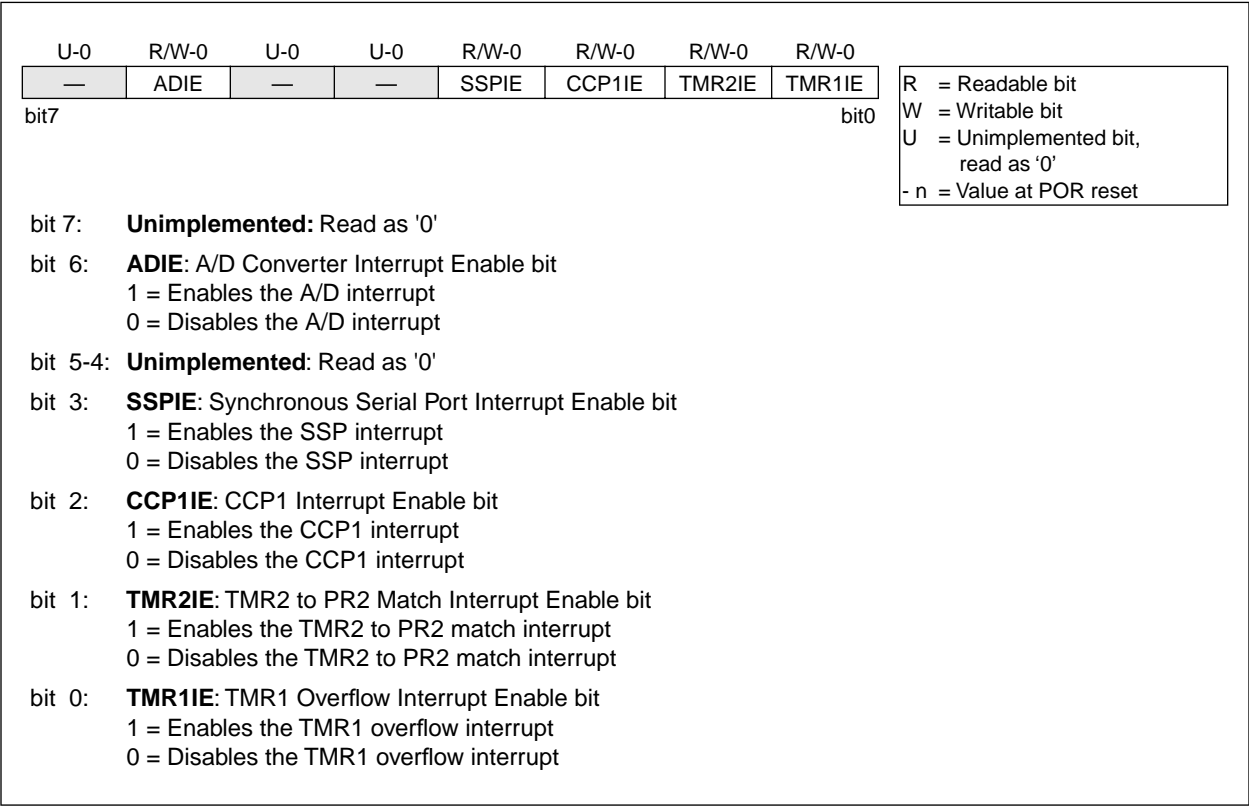 U-0 R/W-0 U-0 U-0 R/W-0 R/W-0 R/W-0 R/W-0
— ADIE — — SSPIE CCP1IE TMR2IE TMR1IE
bit7 bit0
R = Readable bit
W = Writable bit
U = Unimplemented bit,
read as ‘0’
- n = Value at POR reset
bit 7: Unimplemented: Read as '0'
bit 6: ADIE: A/D Converter Interrupt Enable bit
1 = Enables the A/D interrupt
0 = Disables the A/D interrupt
bit 5-4: Unimplemented: Read as '0'
bit 3: SSPIE: Synchronous Serial Port Interrupt Enable bit
1 = Enables the SSP interrupt
0 = Disables the SSP interrupt
bit 2: CCP1IE: CCP1 Interrupt Enable bit
1 = Enables the CCP1 interrupt
0 = Disables the CCP1 interrupt
bit 1: TMR2IE: TMR2 to PR2 Match Interrupt Enable bit
1 = Enables the TMR2 to PR2 match interrupt
0 = Disables the TMR2 to PR2 match interrupt
bit 0: TMR1IE: TMR1 Overflow Interrupt Enable bit
1 = Enables the TMR1 overflow interrupt
0 = Disables the TMR1 overflow interrupt